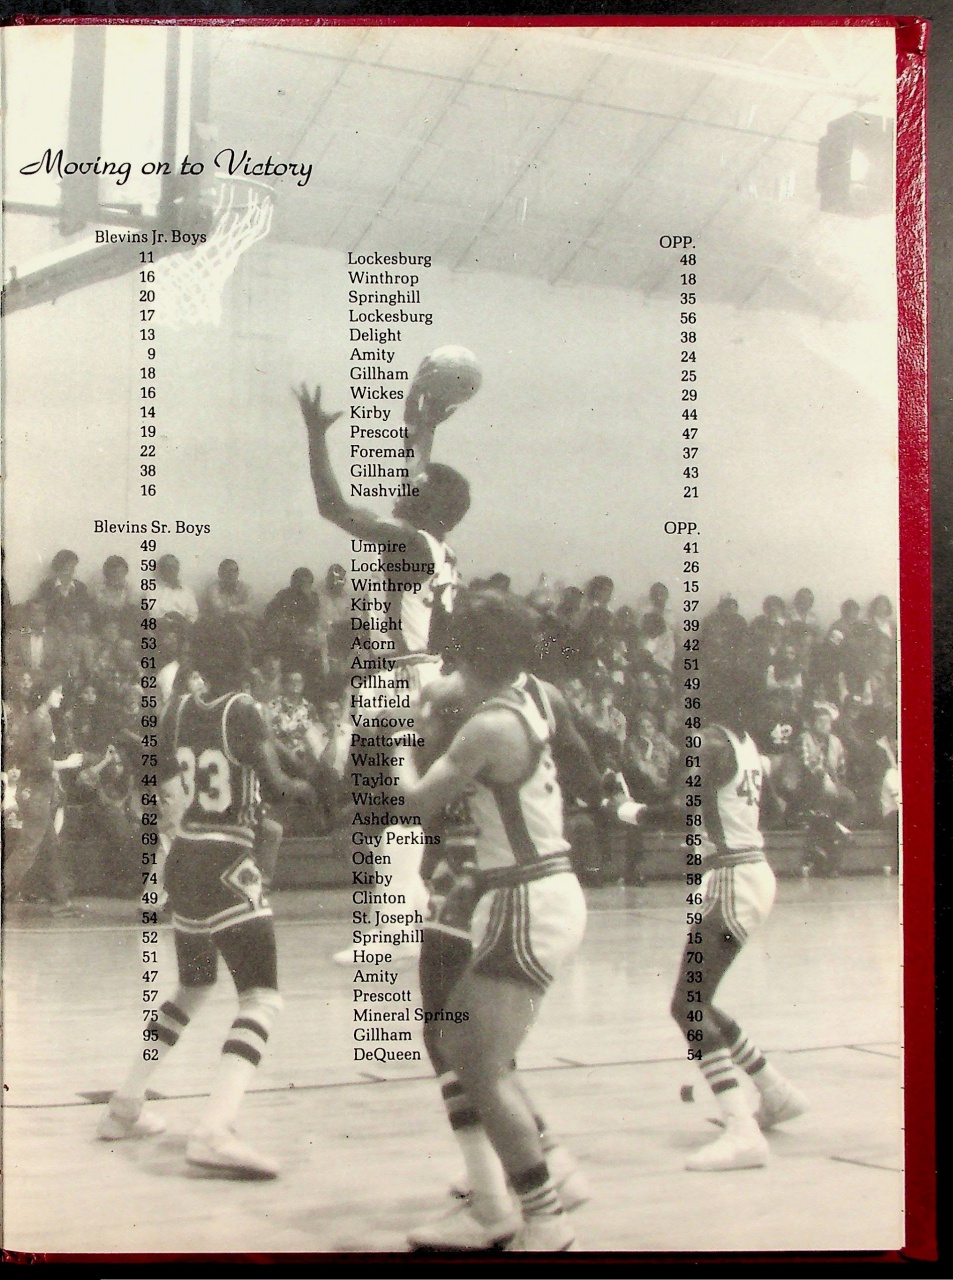 Moving on to Victory
Blevins Jr. Boys OPP.
11 Lockesburg 48
16 Winthrop 18
20 Springhill 35
17 Lockesburg 56
13 Delight 38
9 Amity 24
18 Gillham 25
16 Wickes 29
14 Kirby 44
19 Prescott 47
22 Foreman 37
38 Gillham 43
16 Nashville 21
Blevins Sr. Boys OPP.
49 Umpire 41
59 Lockesburg 26
85 Winthrop 15
57 Kirby 37
48 Delight 39
53 Acorn 42
61 Amity 51
62 Gillham 49
55 Hatfield 36
69 Vancove 48
45 Prattsville 30
75 Walker 61
44 Taylor 42
64 Wickes 35
62 Ashdown 58
69 Guy Perkins 65
51 Oden 28
74 Kirby 58
49 Clinton 46
54 St. Joseph 59
52 Springhill 15
51 Hope 70
47 Amity 33
57 Prescott 51
75 Mineral Springs 40
95 Gillham 66
62 DeQueen 54
33
45